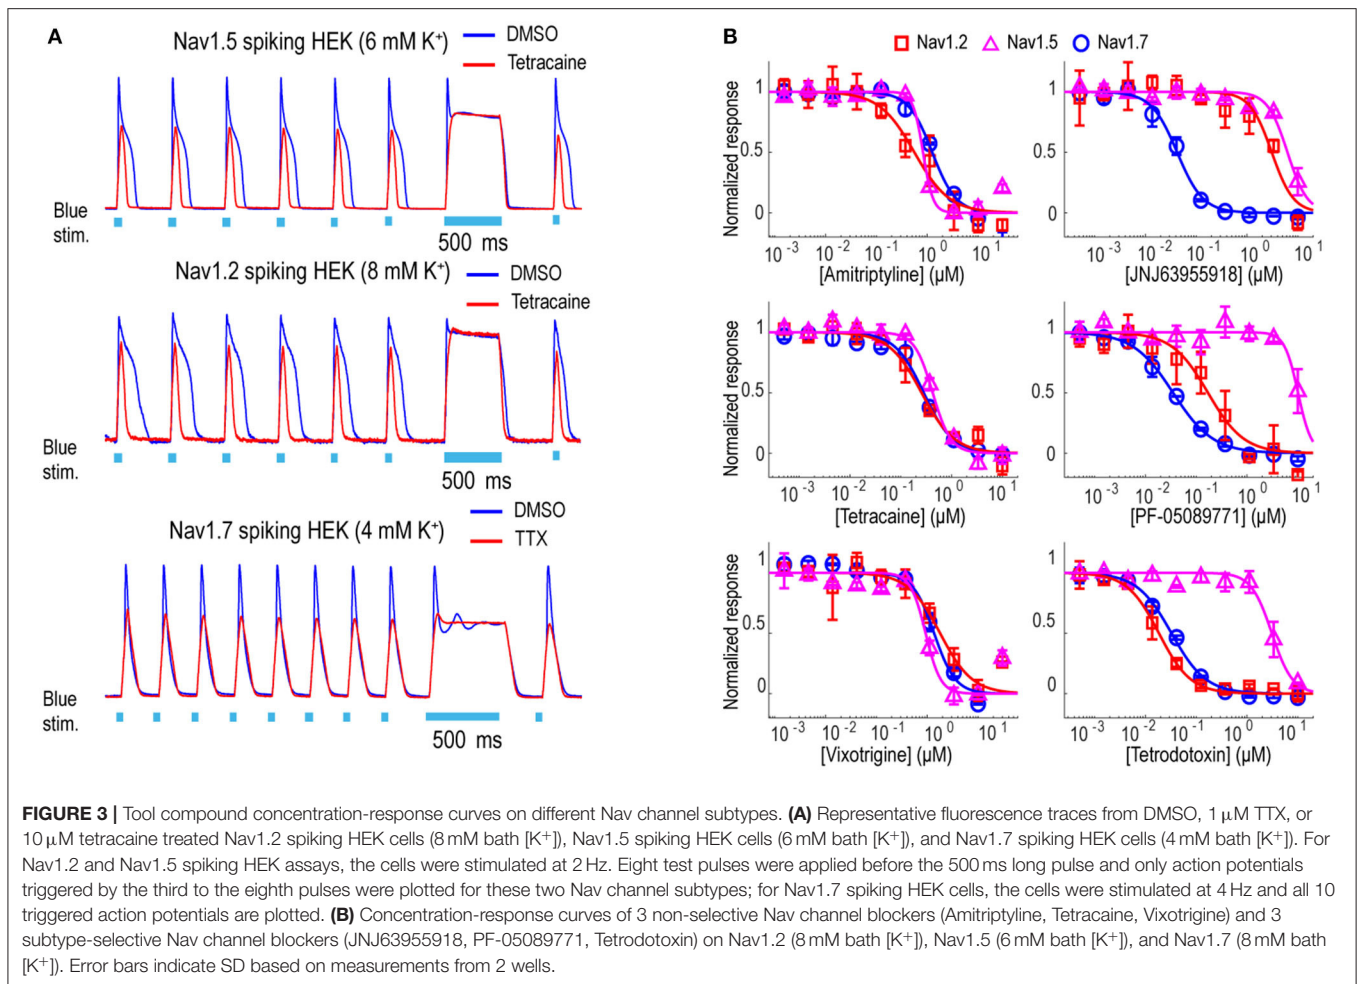 A
Nav1.5 spiking HEK (6 mM K⁺)
DMSO
Tetracaine
Blue
stim.
500 ms
Nav1.2 spiking HEK (8 mM K⁺)
DMSO
Tetracaine
Blue
stim.
500 ms
Nav1.7 spiking HEK (4 mM K⁺)
DMSO
TTX
Blue
stim.
500 ms
B
Nav1.2 Nav1.5 Nav1.7
Normalized response
1
0.5
0
10⁻³ 10⁻² 10⁻¹ 10⁰ 10¹
[Amitriptyline] (µM)
1
0.5
0
10⁻³ 10⁻² 10⁻¹ 10⁰ 10¹
[JNJ63955918] (µM)
Normalized response
1
0.5
0
10⁻³ 10⁻² 10⁻¹ 10⁰ 10¹
[Tetracaine] (µM)
1
0.5
0
10⁻³ 10⁻² 10⁻¹ 10⁰ 10¹
[PF-05089771] (µM)
Normalized response
1
0.5
0
10⁻³ 10⁻² 10⁻¹ 10⁰ 10¹
[Vixotrigine] (µM)
1
0.5
0
10⁻³ 10⁻² 10⁻¹ 10⁰ 10¹
[Tetrodotoxin] (µM)
FIGURE 3 | Tool compound concentration-response curves on different Nav channel subtypes. (A) Representative fluorescence traces from DMSO, 1 µM TTX, or
10 µM tetracaine treated Nav1.2 spiking HEK cells (8 mM bath [K⁺]), Nav1.5 spiking HEK cells (6 mM bath [K⁺]), and Nav1.7 spiking HEK cells (4 mM bath [K⁺]). For
Nav1.2 and Nav1.5 spiking HEK assays, the cells were stimulated at 2 Hz. Eight test pulses were applied before the 500 ms long pulse and only action potentials
triggered by the third to the eighth pulses were plotted for these two Nav channel subtypes; for Nav1.7 spiking HEK cells, the cells were stimulated at 4 Hz and all 10
triggered action potentials are plotted. (B) Concentration-response curves of 3 non-selective Nav channel blockers (Amitriptyline, Tetracaine, Vixotrigine) and 3
subtype-selective Nav channel blockers (JNJ63955918, PF-05089771, Tetrodotoxin) on Nav1.2 (8 mM bath [K⁺]), Nav1.5 (6 mM bath [K⁺]), and Nav1.7 (8 mM bath
[K⁺]). Error bars indicate SD based on measurements from 2 wells.